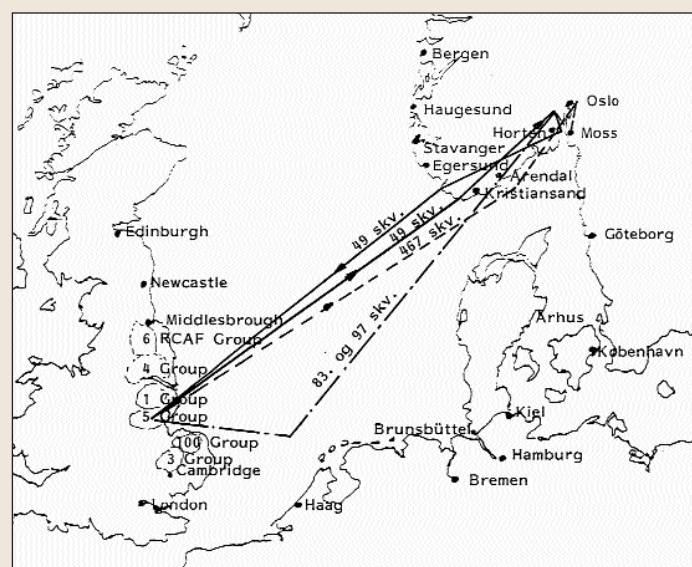 Bergen
Oslo
Haugesund
Horten
Moss
Stavanger
Egersund
Arendal
Kristiansand
49 skv.
49 skv.
467 skv.
Edinburgh
Göteborg
Newcastle
Middlesbrough
Arhus
6 RCAF Group
København
4 Group
83. og 97 skv.
1 Group
5 Group
Kiel
Brunsbüttel
100 Group
3 Group
Hamburg
Cambridge
Bremen
London
Haag